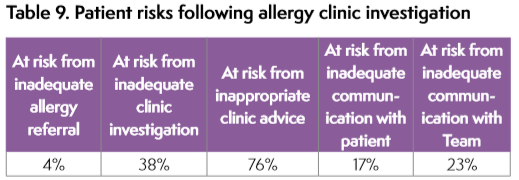 Table 9. Patient risks following allergy clinic investigation
At risk from
inadequate
allergy
referral
At risk from
inadequate
clinic
investigation
At risk from
inappropriate
clinic advice
At risk from
inadequate
commun-
ication with
patient
At risk from
inadequate
commun-
ication with
Team
4%
38%
76%
17%
23%